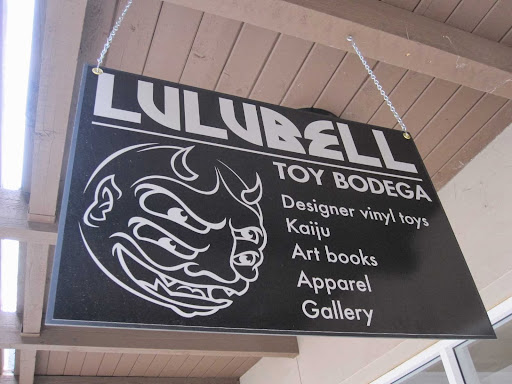 LULUBELL
TOY BODEGA
Designer vinyl toys
Kaiju
Art books
Apparel
Gallery